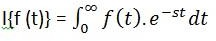 l{f (t)} = ∫₀^∞ f(t).e^{-st} dt